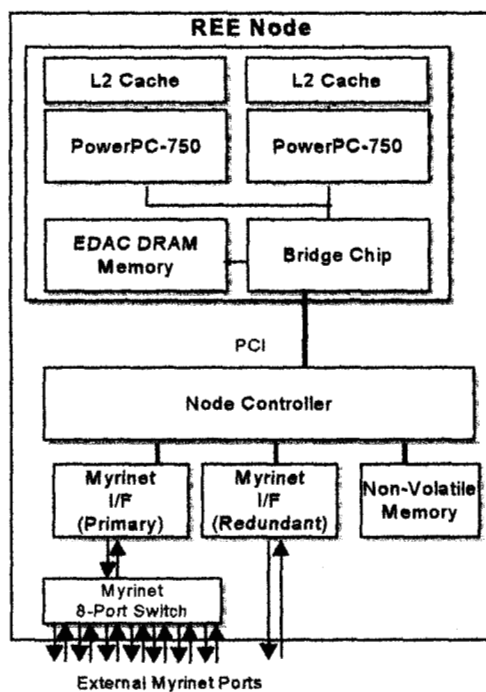 REE Node
L2 Cache
L2 Cache
PowerPC-750
PowerPC-750
EDAC DRAM
Memory
Bridge Chip
PCI
Node Controller
Myrinet
I/F
(Primary)
Myrinet
I/F
(Redundant)
Non-Volatile
Memory
Myrinet
8-Port Switch
External Myrinet Ports